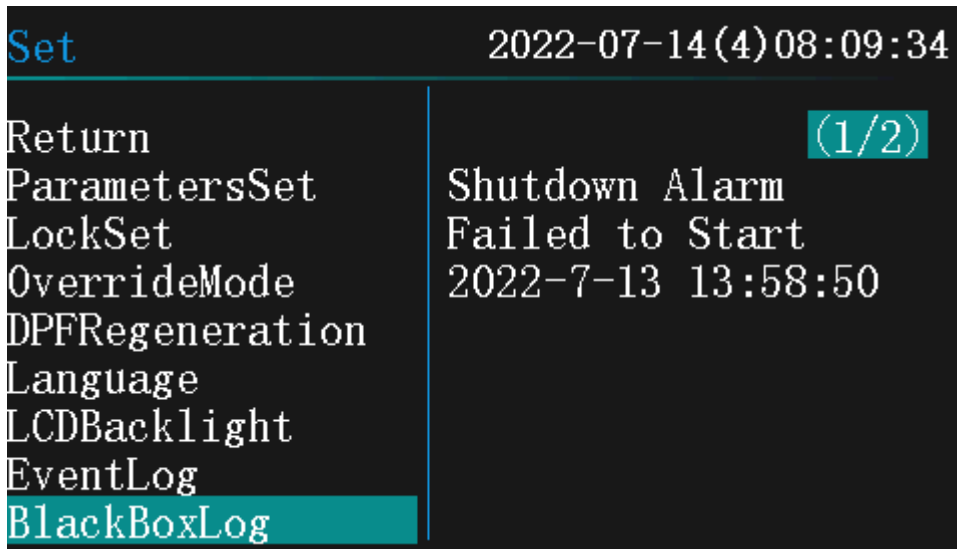 Set
2022-07-14(4)08:09:34
Return
ParametersSet
LockSet
OverrideMode
DPFRegeneration
Language
LCDBacklight
EventLog
BlackBoxLog
(1/2)
Shutdown Alarm
Failed to Start
2022-7-13 13:58:50